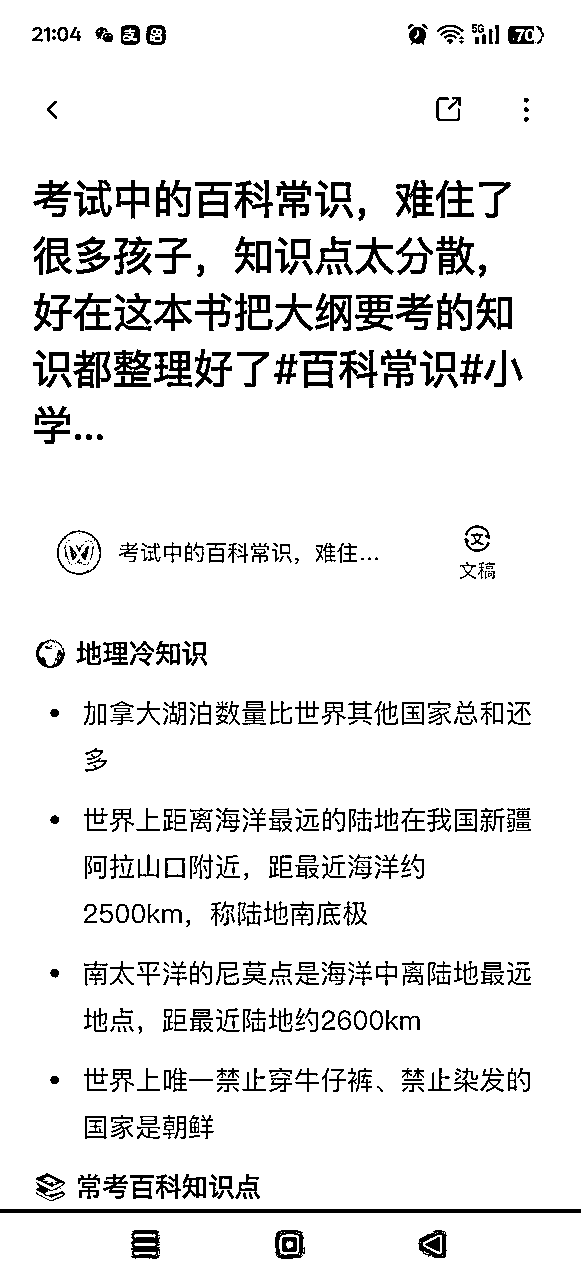 21:04
5G
70
考试中的百科常识，难住了
很多孩子，知识点太分散，
好在这本书把大纲要考的知
识都整理好了#百科常识#小
学...
考试中的百科常识，难住...
文稿
地理冷知识
加拿大湖泊数量比世界其他国家总和还
多
世界上距离海洋最远的陆地在我国新疆
阿拉山口附近，距最近海洋约
2500km，称陆地南底极
南太平洋的尼莫点是海洋中离陆地最远
地点，距最近陆地约2600km
世界上唯一禁止穿牛仔裤、禁止染发的
国家是朝鲜
常考百科知识点